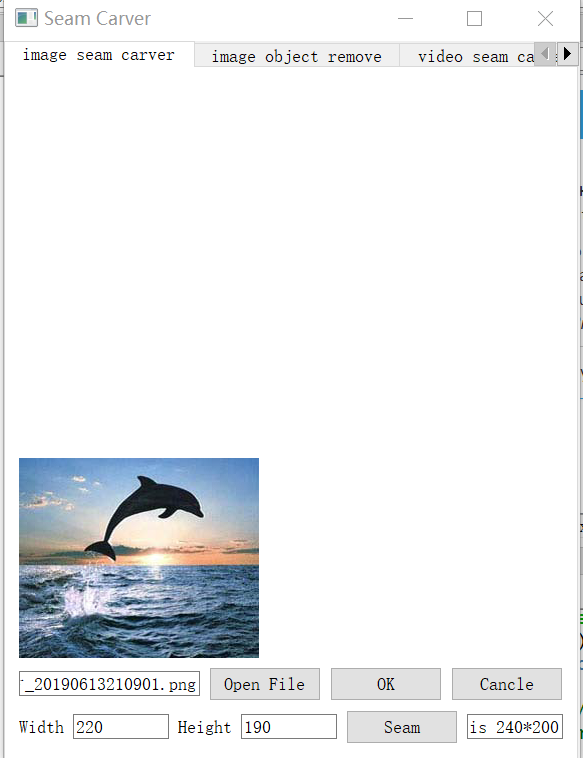 Seam Carver
image seam carver image object remove video seam ca
_20190613210901.png Open File OK Cancle
Width 220 Height 190 Seam is 240*200